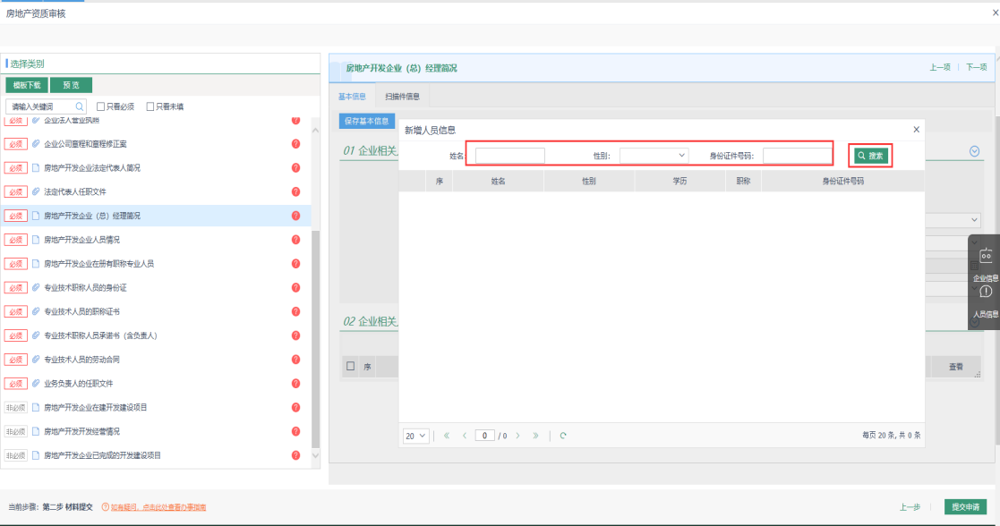 房地产资质审核
选择类别
模版下载 预 览
请输入关键词 只看必须 只看未填
必须 企业法人营业执照
必须 企业公司章程和章程修正案
必须 房地产开发企业法定代表人简况
必须 法定代表人任职文件
必须 房地产开发企业（总）经理简况
必须 房地产开发企业人员情况
必须 房地产开发企业在册有职称专业人员
必须 专业技术职称人员的身份证
必须 专业技术人员的职称证书
必须 专业技术职称人员承诺书（含负责人）
必须 专业技术人员的劳动合同
必须 业务负责人的任职文件
非必须 房地产开发企业在建开发建设项目
非必须 房地产开发开发经营情况
非必须 房地产开发企业已完成的开发建设项目
房地产开发企业（总）经理简况 上一项 下一项
基本信息 扫描件信息
保存基本信息
01 企业相关
新增人员信息 X
姓名: 性别: 身份证件号码: 搜索
序 姓名 性别 学历 职称 身份证件号码
企业信息
人员信息
02 企业相关
序 查看
20 0 / 0 每页 20 条, 共 0 条
当前步骤: 第二步 材料提交 如有疑问，点击此处查看办事指南 上一步 提交申请